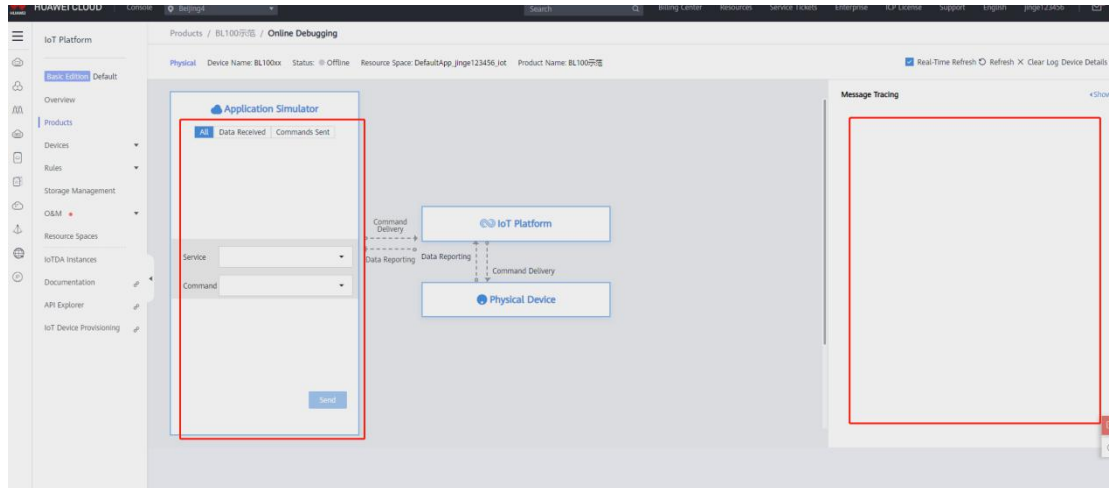 HUAWEI CLOUD Console Beijing4 Search Billing Center Resources Service Tickets Enterprise ICP License Support English jinge123456
HUAWEI
IoT Platform
Products / BL100示范 / Online Debugging
Physical Device Name: BL100xx Status: Offline Resource Space: DefaultApp_jinge123456_iot Product Name: BL100示范 Real-Time Refresh Refresh Clear Log Device Details
Basic Edition Default
Overview
Products
Devices
Rules
Storage Management
O&M
Resource Spaces
IoTDA Instances
Documentation
API Explorer
IoT Device Provisioning
Application Simulator
All Data Received Commands Sent
Service
Command
Send
Command Delivery
Data Reporting
IoT Platform
Data Reporting
Command Delivery
Physical Device
Message Tracing
Show